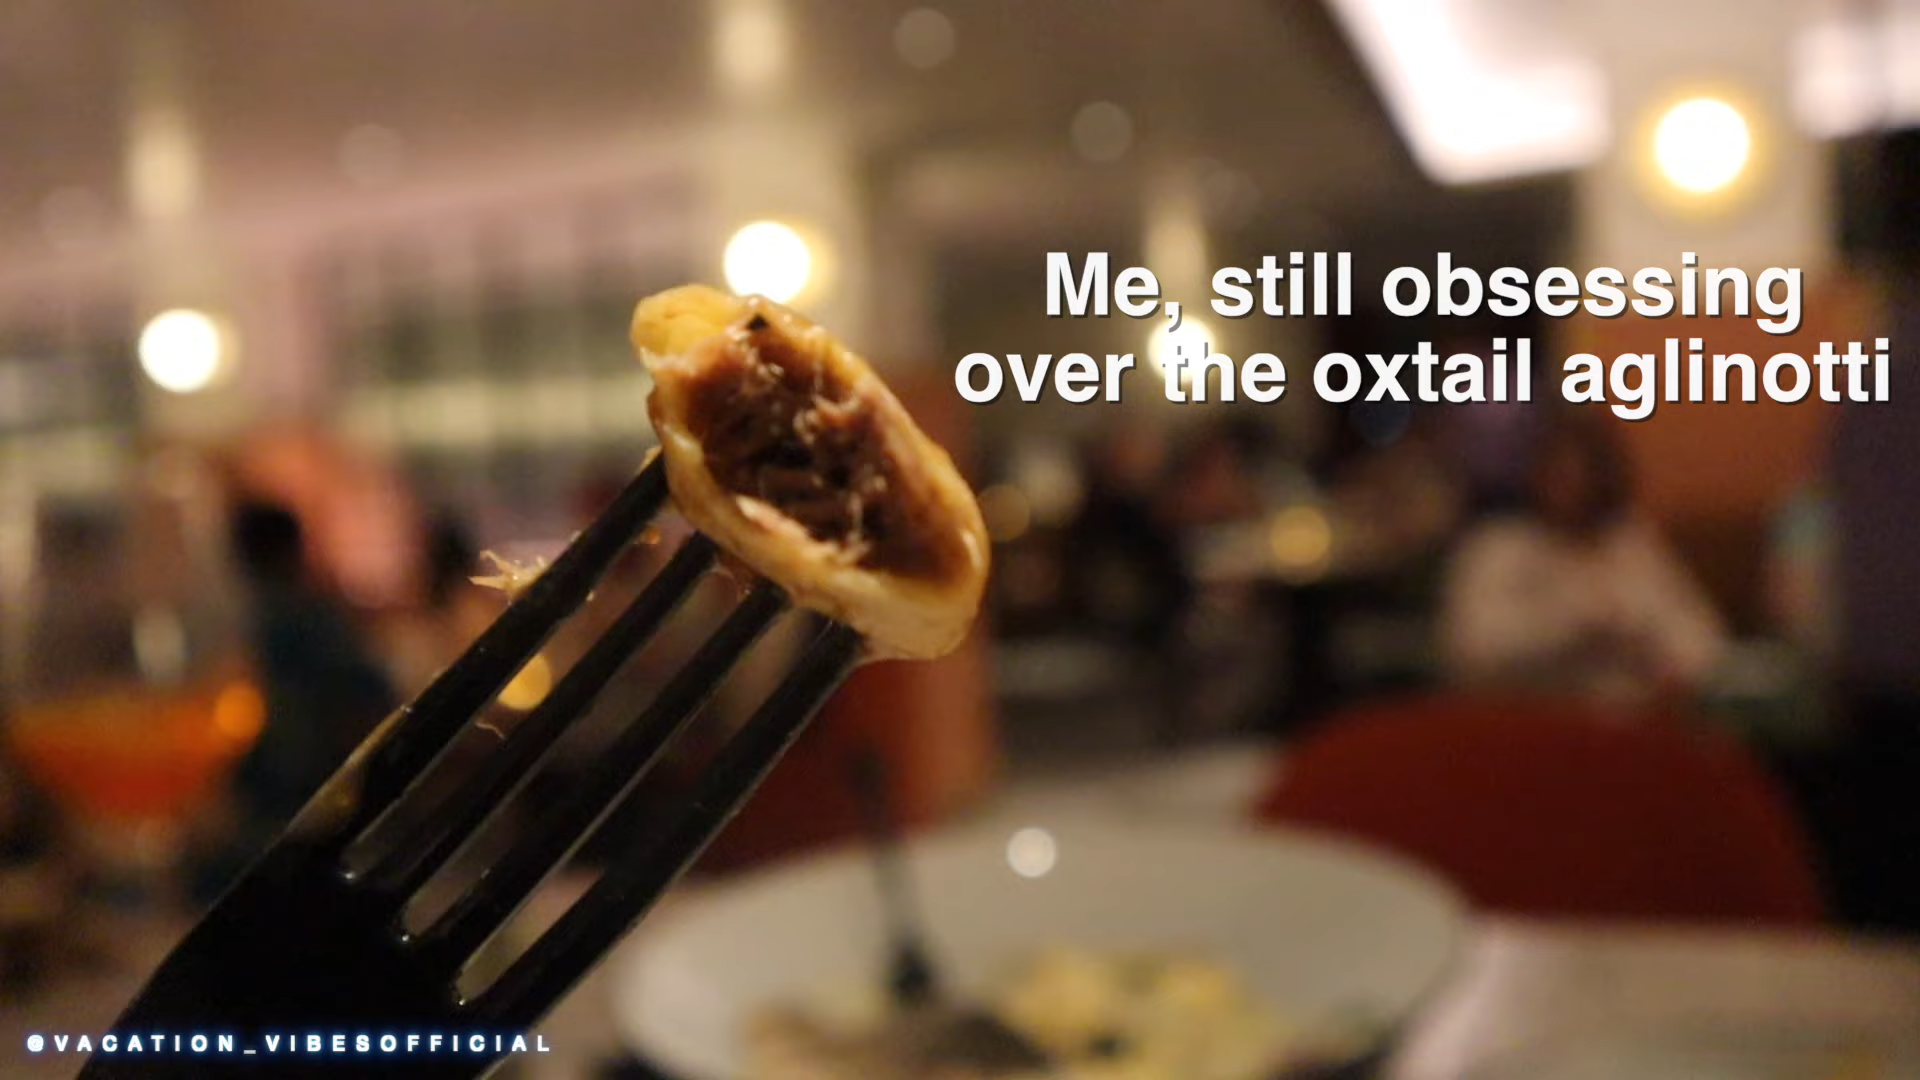 Me, still obsessing
over the oxtail aglinotti
@VACATION_VIBESOFFICIAL